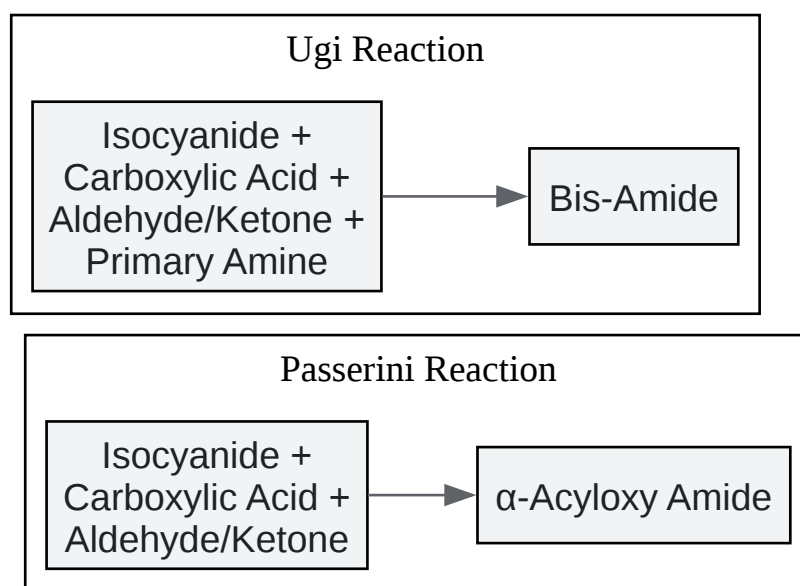 Ugi Reaction
Isocyanide +
Carboxylic Acid +
Aldehyde/Ketone +
Primary Amine
Bis-Amide
Passerini Reaction
Isocyanide +
Carboxylic Acid +
Aldehyde/Ketone
α-Acyloxy Amide